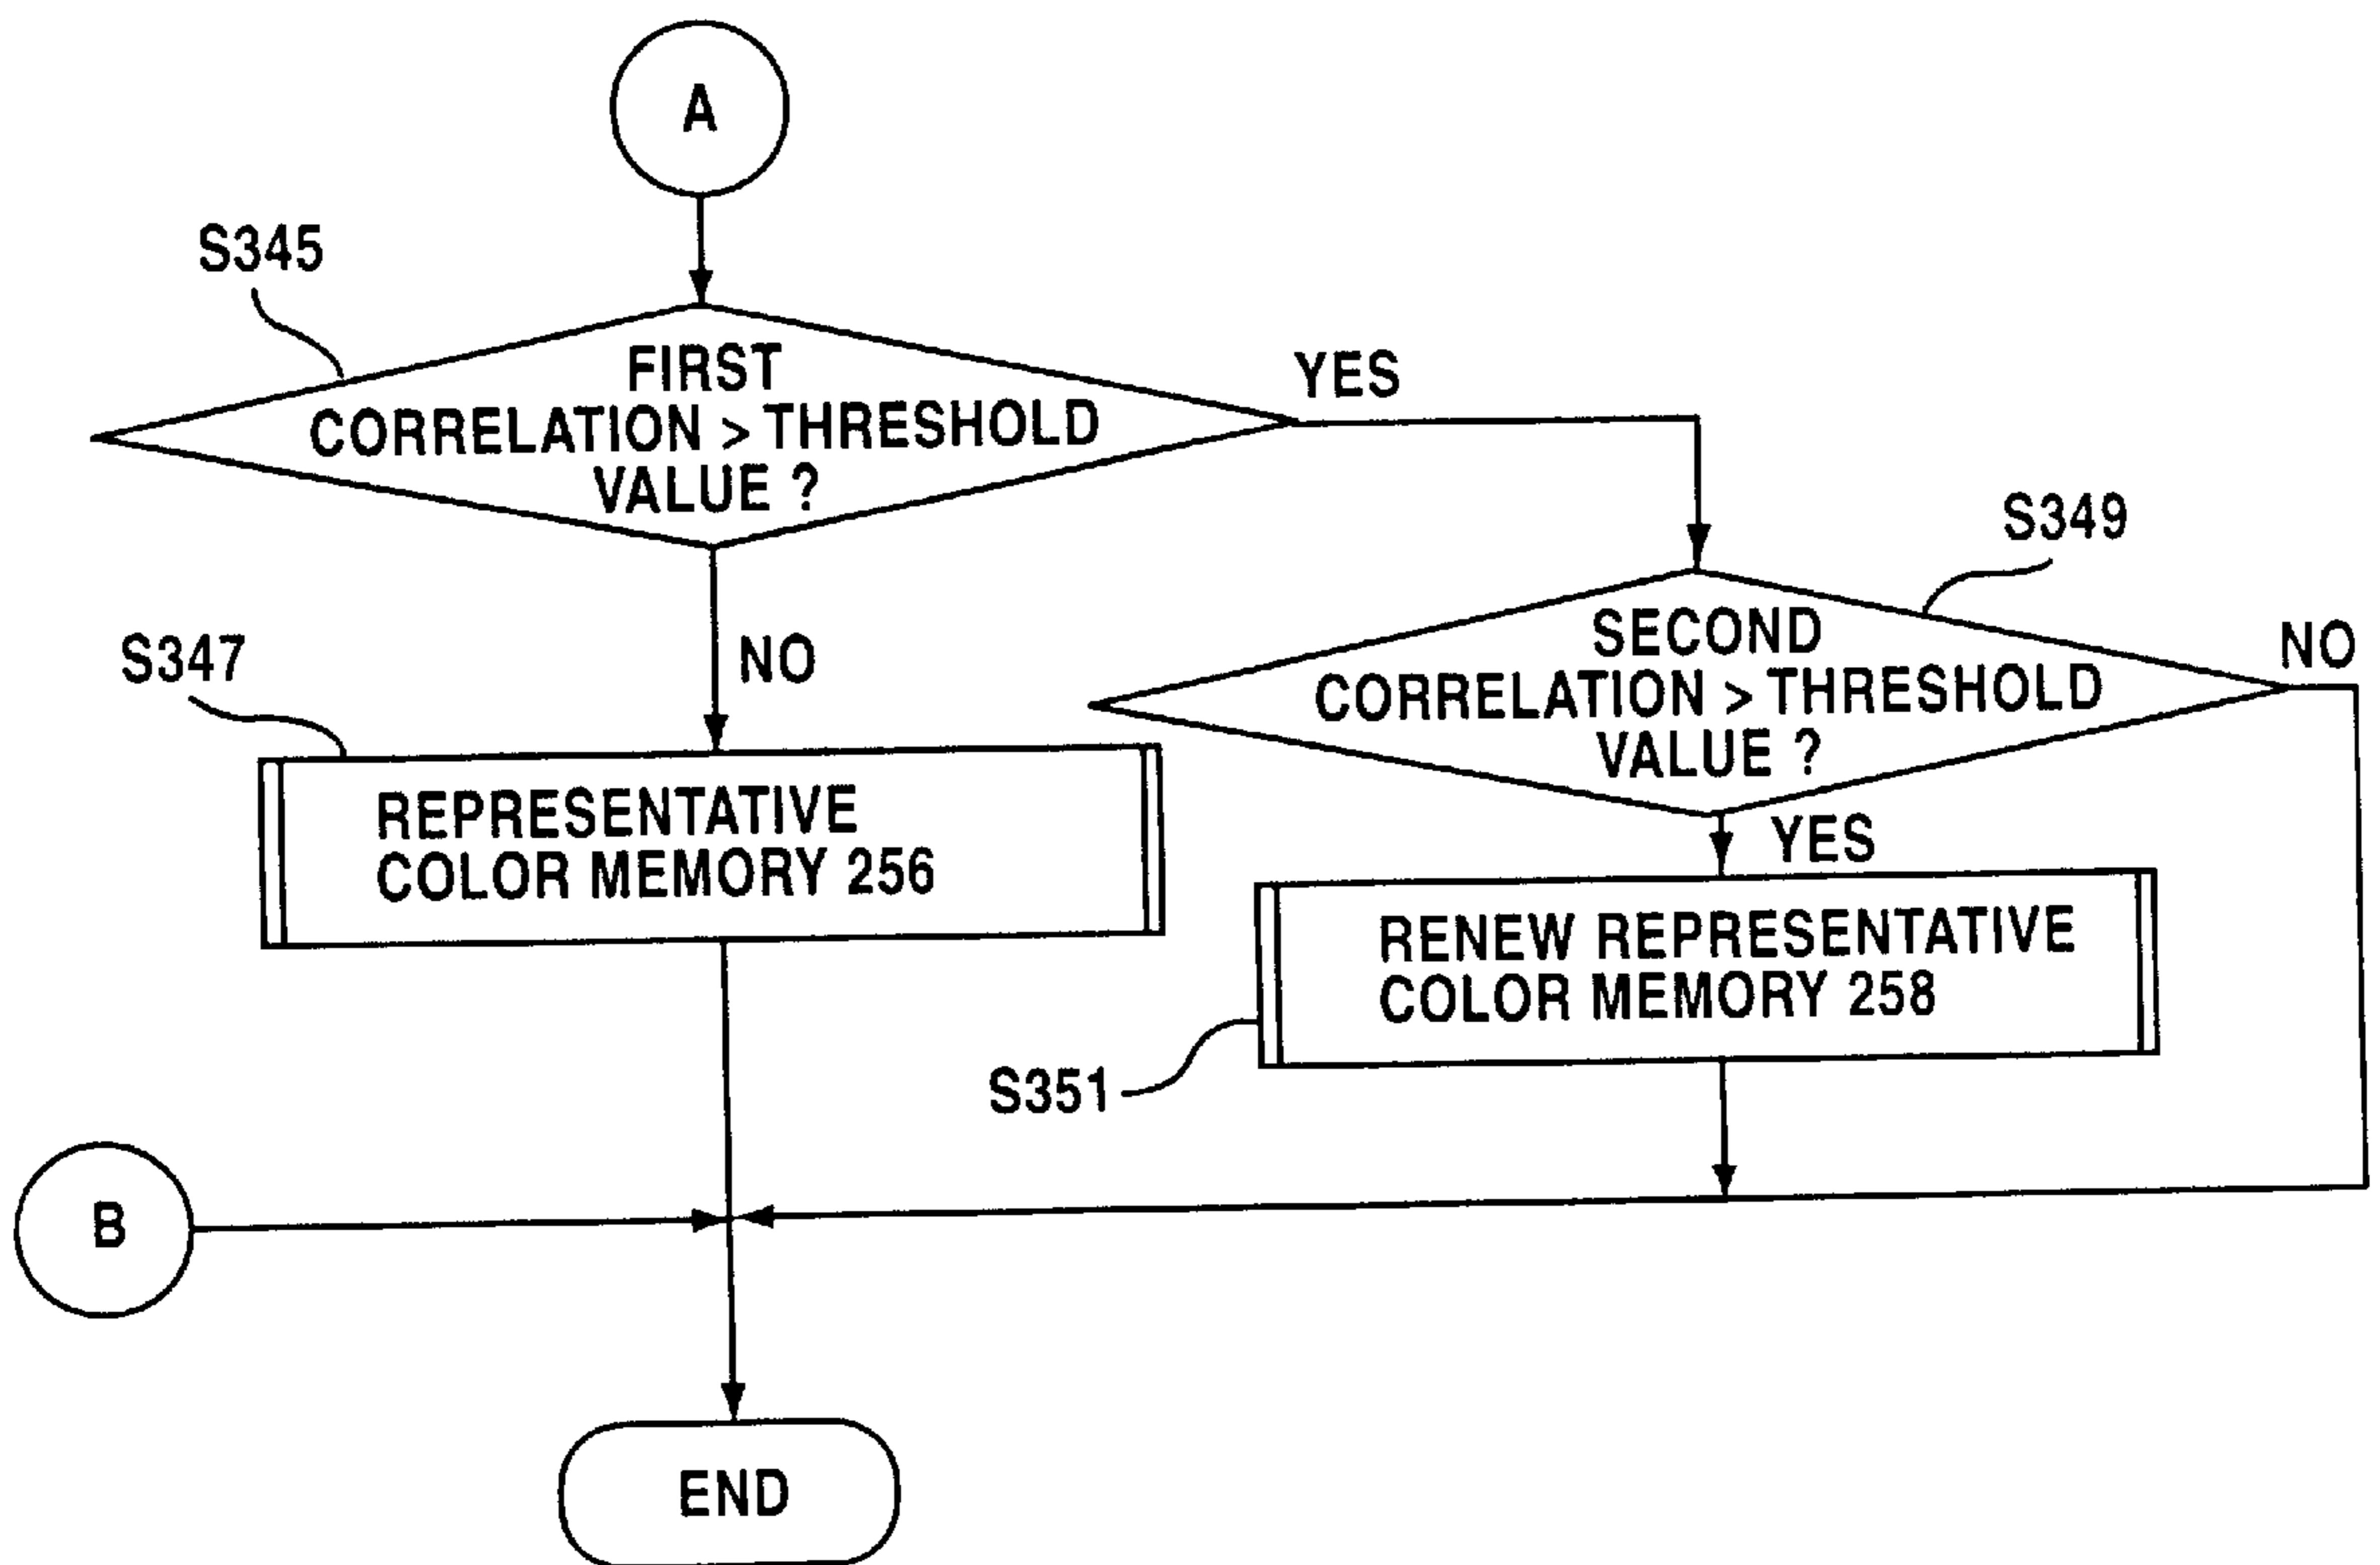 A
S345
FIRST
CORRELATION > THRESHOLD
VALUE ?
YES
S349
SECOND
CORRELATION > THRESHOLD
VALUE ?
NO
S347
NO
REPRESENTATIVE
COLOR MEMORY 256
YES
RENEW REPRESENTATIVE
COLOR MEMORY 258
S351
B
END